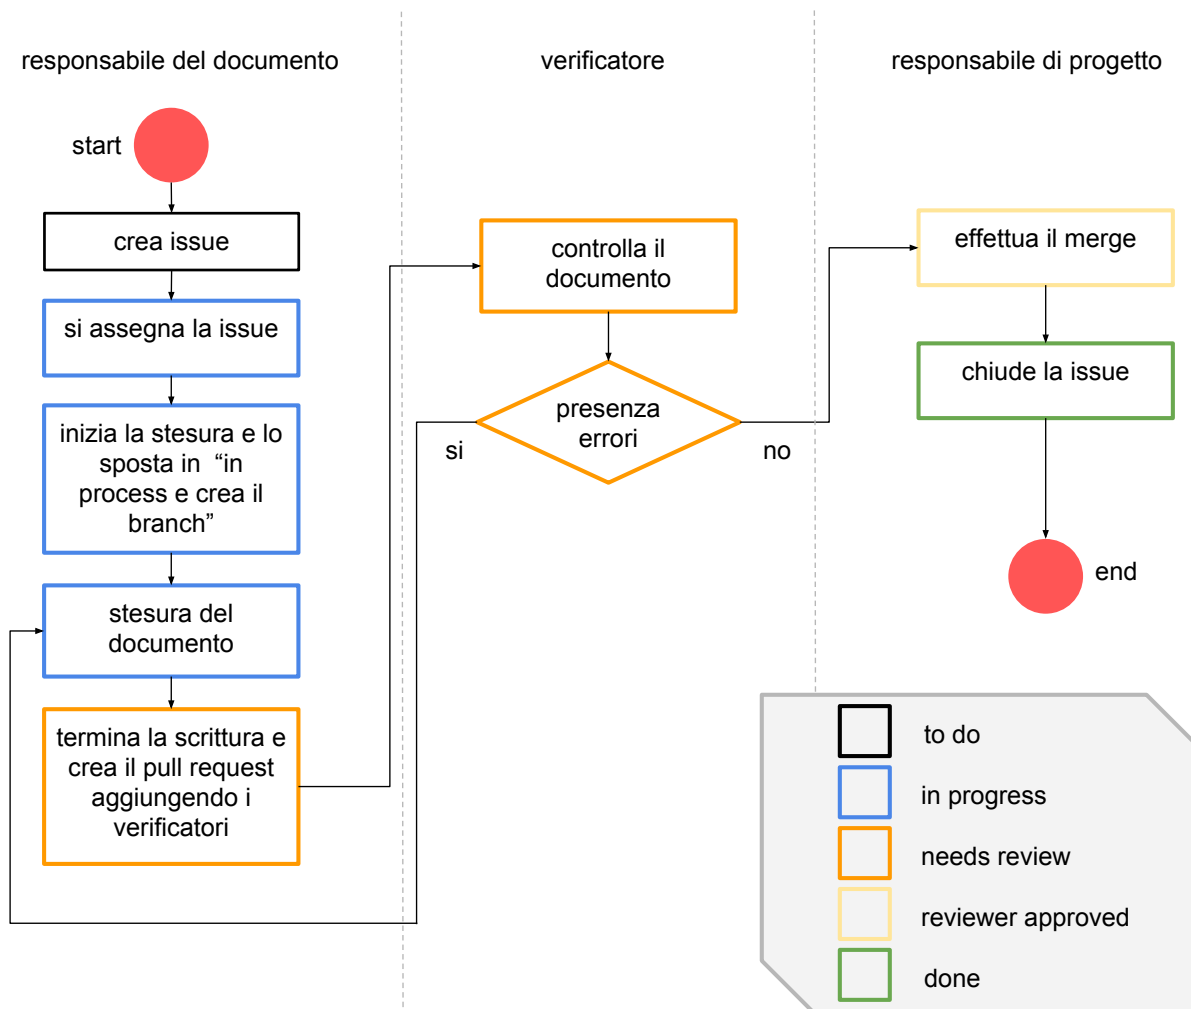 responsabile del documento
verificatore
responsabile di progetto
start
crea issue
si assegna la issue
inizia la stesura e lo
sposta in “in
process e crea il
branch”
stesura del
documento
termina la scrittura e
crea il pull request
aggiungendo i
verificatori
controlla il
documento
presenza
errori
si
no
effettua il merge
chiude la issue
end
to do
in progress
needs review
reviewer approved
done